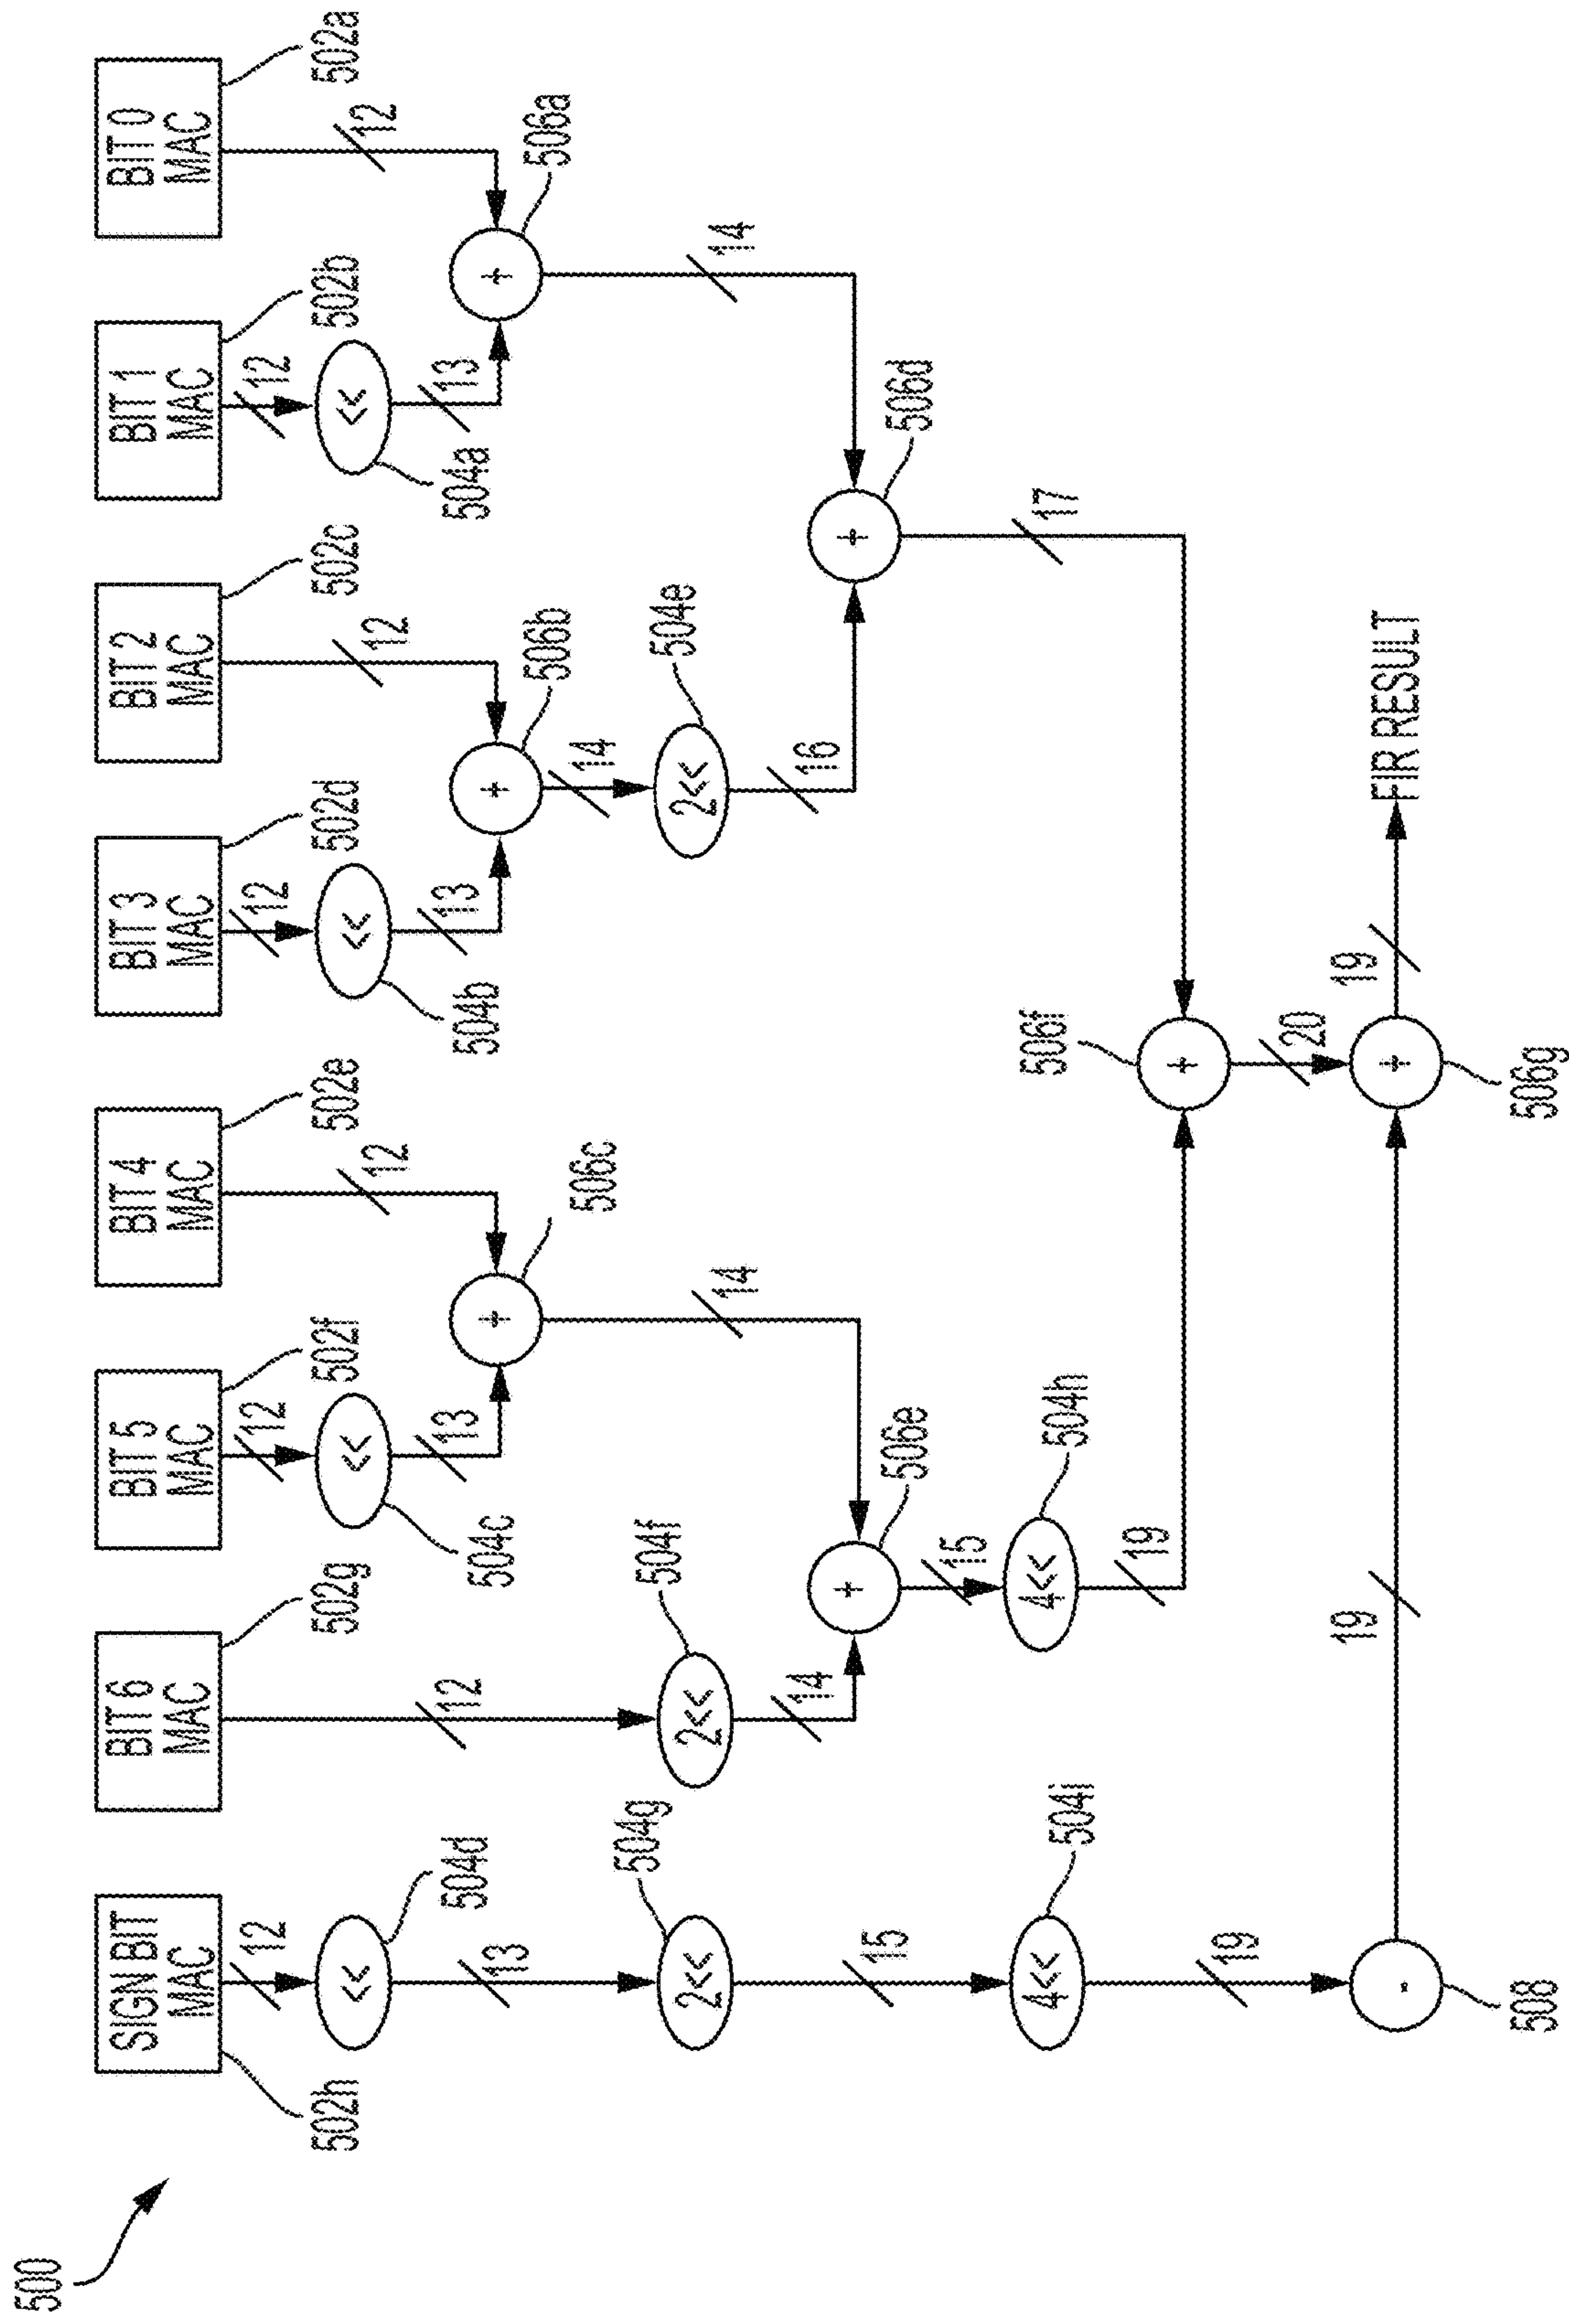 500
SIGN BIT
MAC
502h
BIT 6
MAC
502g
BIT 5
MAC
502f
BIT 4
MAC
502e
BIT 3
MAC
502d
BIT 2
MAC
502c
BIT 1
MAC
502b
BIT 0
MAC
502a
12
12
12
12
12
12
12
12
<<
504d
<<
504c
<<
504b
<<
504a
13
13
13
13
+
506c
+
506b
+
506a
2<<
504g
2<<
504f
14
14
2<<
504e
14
15
14
16
+
506e
+
506d
4<<
504i
15
4<<
504h
17
19
19
+
506f
20
-
508
19
+
506g
19
FIR RESULT